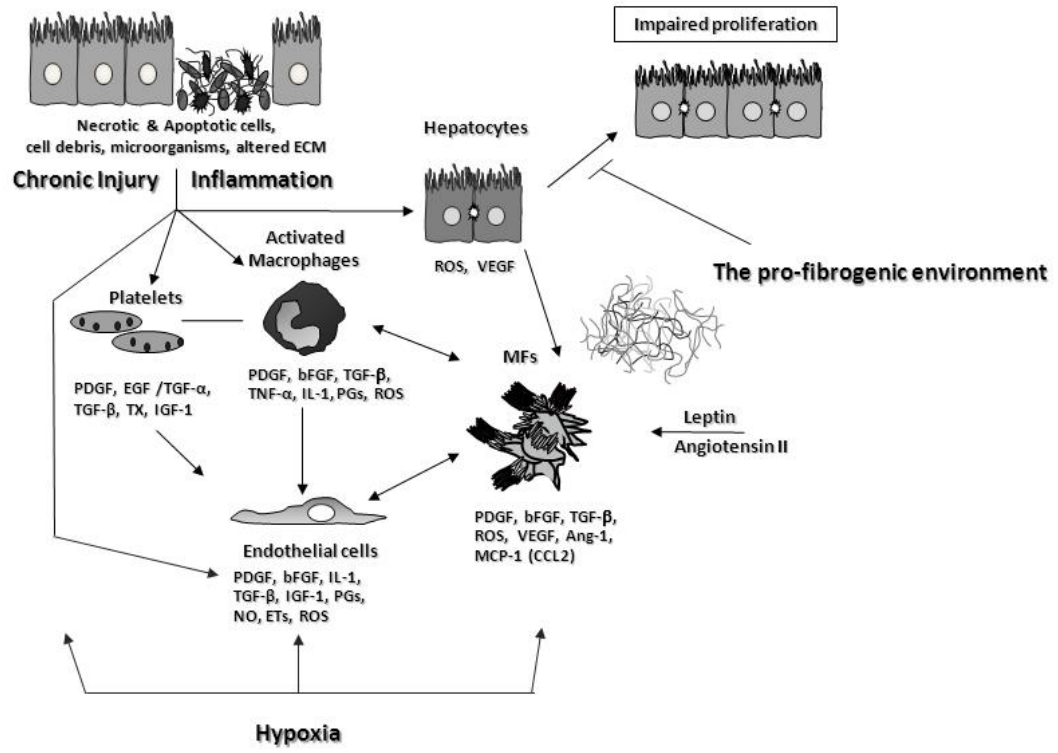 Impaired proliferation
Necrotic & Apoptotic cells,
cell debris, microorganisms, altered ECM
Chronic Injury Inflammation
Hepatocytes
ROS, VEGF
Activated
Macrophages
Platelets
PDGF, bFGF, TGF-β,
TNF-α, IL-1, PGs, ROS
PDGF, EGF /TGF-α,
TGF-β, TX, IGF-1
The pro-fibrogenic environment
MFs
Leptin
Angiotensin II
PDGF, bFGF, TGF-β,
ROS, VEGF, Ang-1,
MCP-1 (CCL2)
Endothelial cells
PDGF, bFGF, IL-1,
TGF-β, IGF-1, PGs,
NO, ETs, ROS
Hypoxia